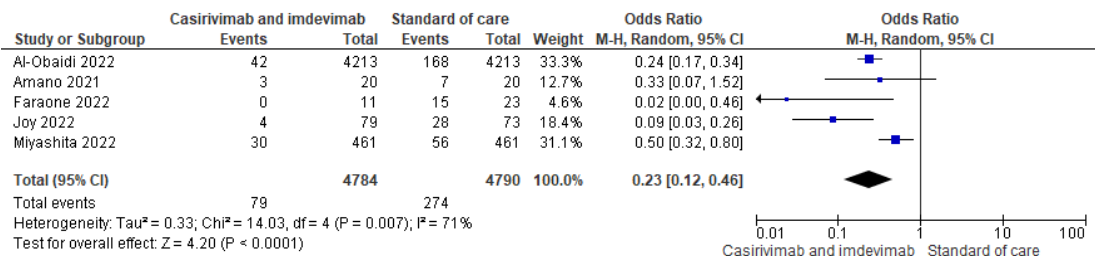 Casirivimab and imdevimab Standard of care Odds Ratio Odds Ratio
Study or Subgroup Events Total Events Total Weight M-H, Random, 95% CI M-H, Random, 95% CI
Al-Obaidi 2022 42 4213 168 4213 33.3% 0.24 [0.17, 0.34]
Amano 2021 3 20 7 20 12.7% 0.33 [0.07, 1.52]
Faraone 2022 0 11 15 23 4.6% 0.02 [0.00, 0.46]
Joy 2022 4 79 28 73 18.4% 0.09 [0.03, 0.26]
Miyashita 2022 30 461 56 461 31.1% 0.50 [0.32, 0.80]
Total (95% CI) 4784 4790 100.0% 0.23 [0.12, 0.46]
Total events 79 274
Heterogeneity: Tau² = 0.33; Chi² = 14.03, df = 4 (P = 0.007); I² = 71%
Test for overall effect: Z = 4.20 (P < 0.0001)
0.01 0.1 1 10 100
Casirivimab and imdevimab Standard of care